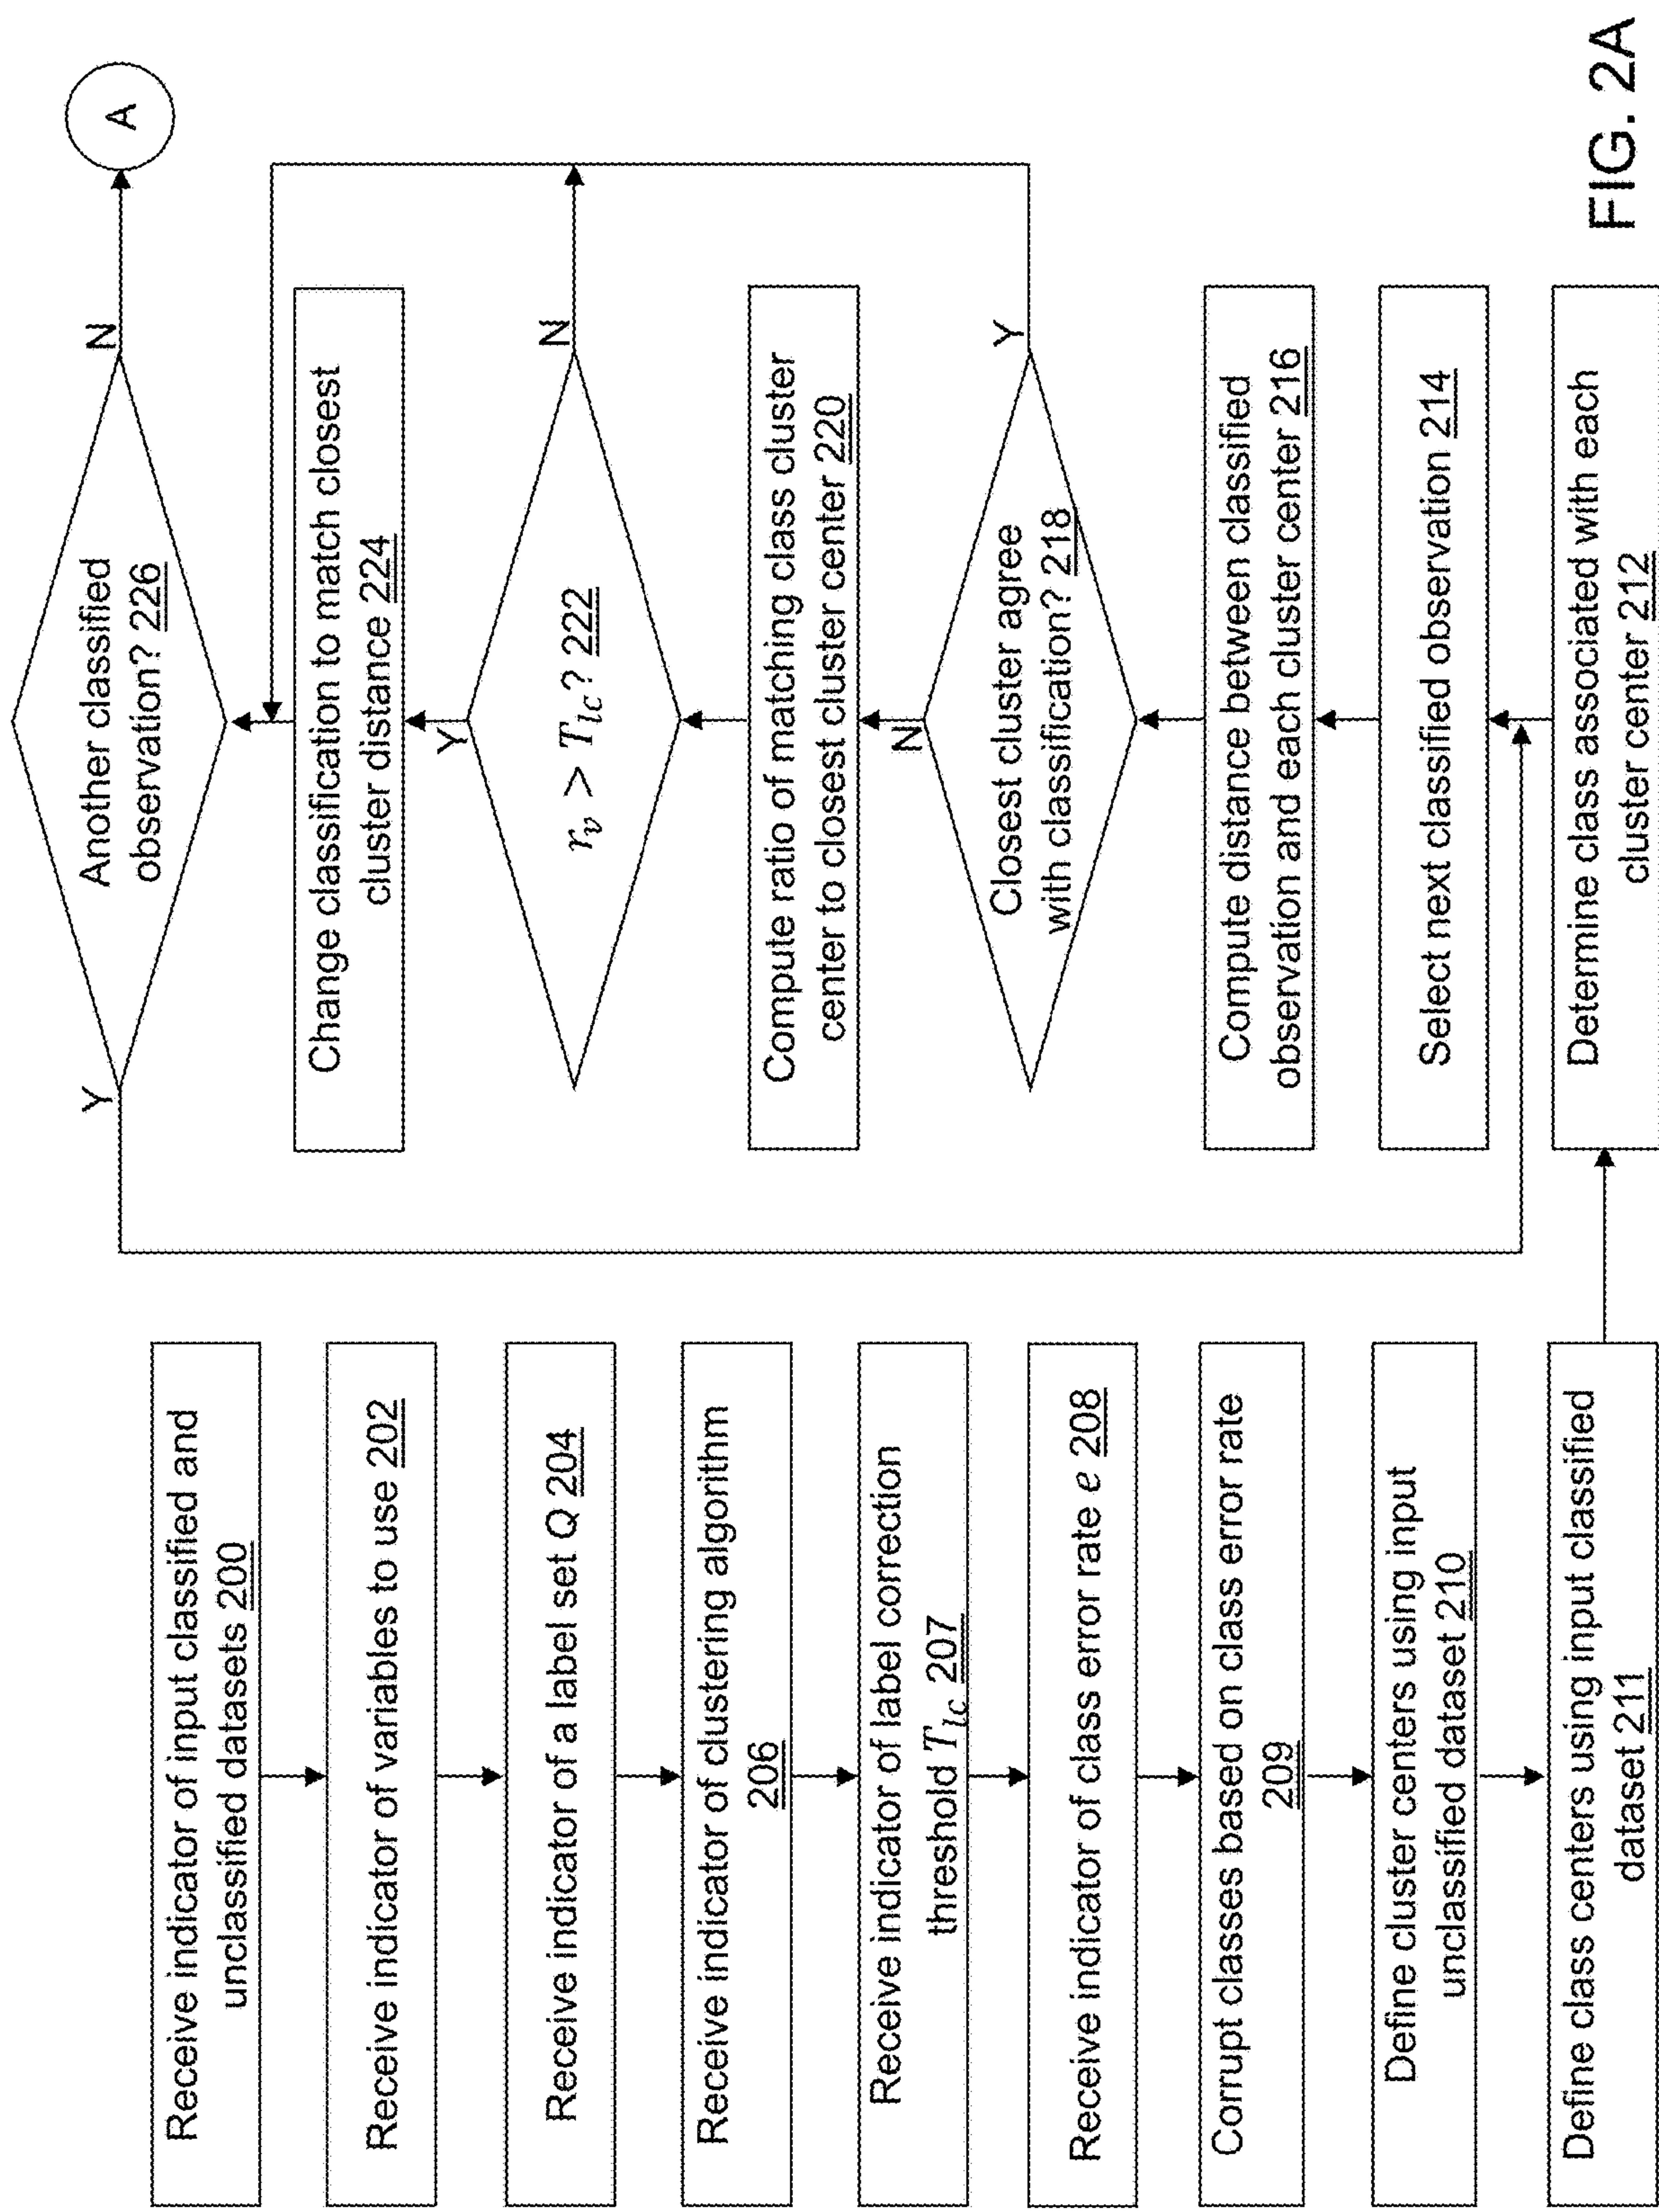 Receive indicator of input classified and
unclassified datasets 200
Receive indicator of variables to use 202
Receive indicator of a label set Q 204
Receive indicator of clustering algorithm
206
Receive indicator of label correction
threshold T_lc 207
Receive indicator of class error rate e 208
Corrupt classes based on class error rate
209
Define cluster centers using input
unclassified dataset 210
Define class centers using input classified
dataset 211
Determine class associated with each
cluster center 212
Select next classified observation 214
Compute distance between classified
observation and each cluster center 216
Closest cluster agree
with classification? 218
Y
N
Compute ratio of matching class cluster
center to closest cluster center 220
r_v > T_lc? 222
N
Y
Change classification to match closest
cluster distance 224
Another classified
observation? 226
Y
N
A
FIG. 2A